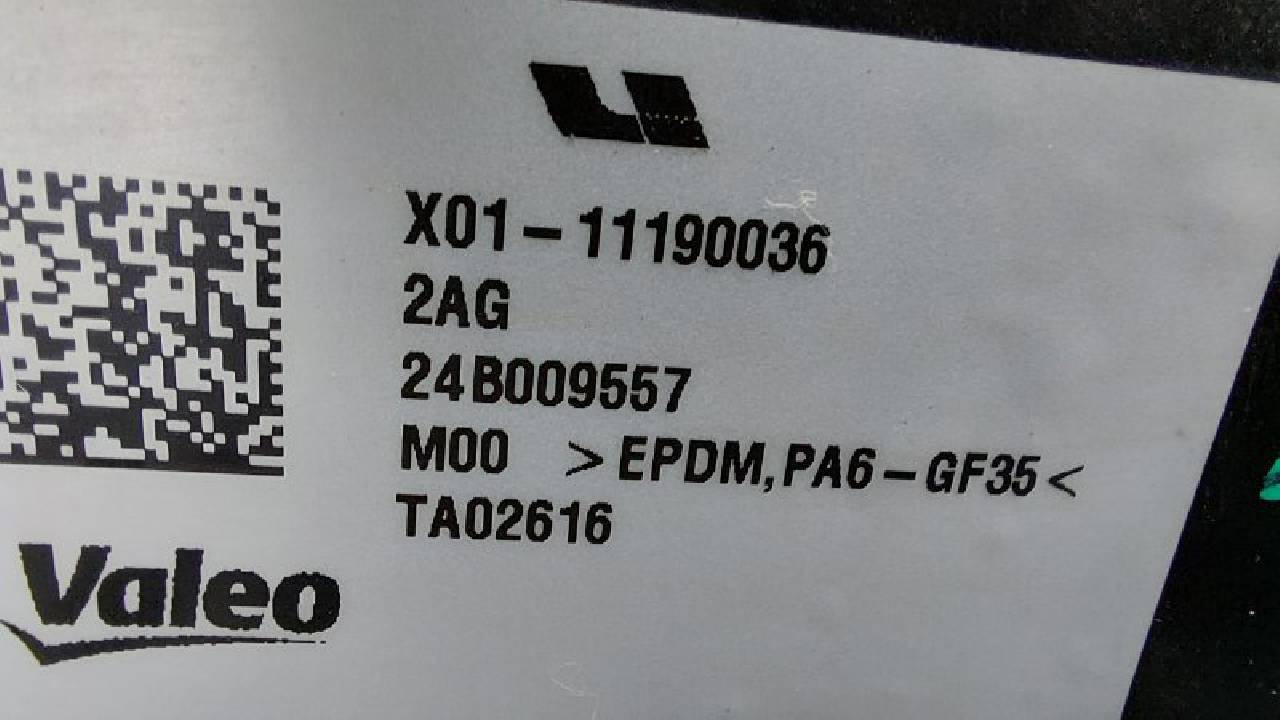 X01-11190036
2AG
24B009557
M00 >EPDM,PA6-GF35<
TA02616
Valeo